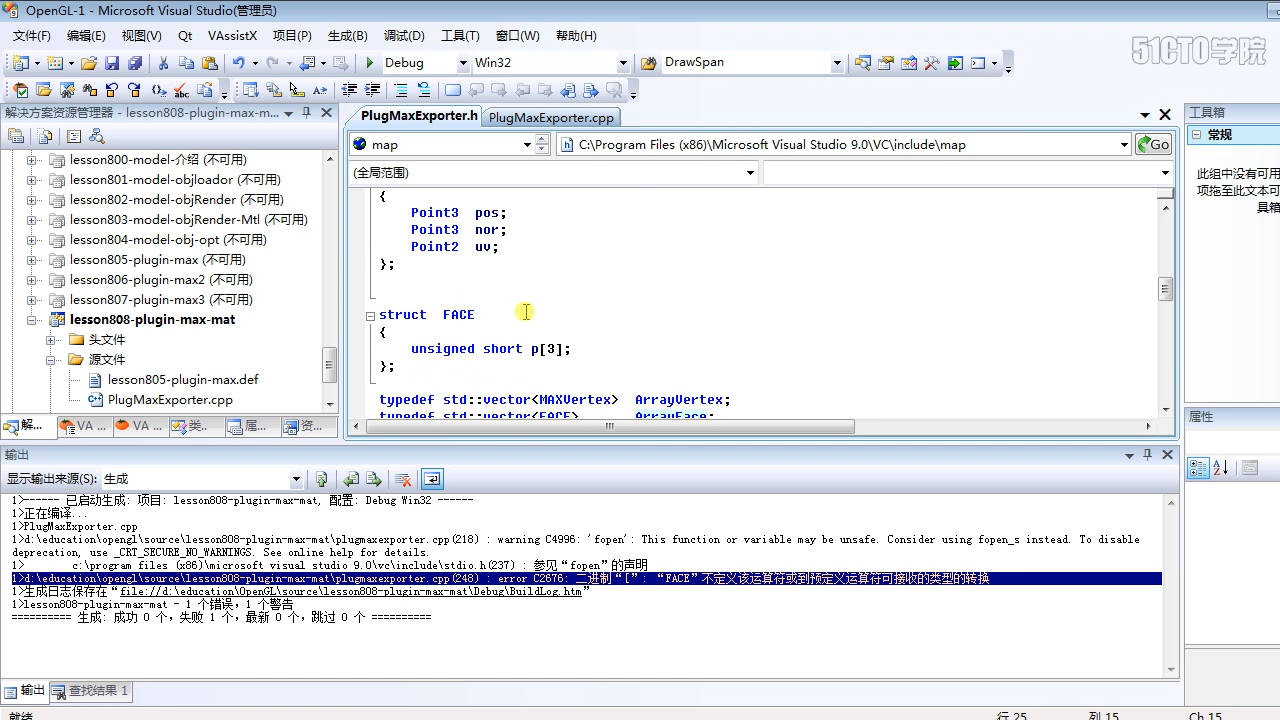 OpenGL-1 - Microsoft Visual Studio(管理员)
文件(F) 编辑(E) 视图(V) Qt VAssistX 项目(P) 生成(B) 调试(D) 工具(T) 窗口(W) 帮助(H)
51CTO学院
Debug Win32 DrawSpan
解决方案资源管理器 - lesson808-plugin-max-m...
lesson800-model-介绍 (不可用)
lesson801-model-objloador (不可用)
lesson802-model-objRender (不可用)
lesson803-model-objRender-Mtl (不可用)
lesson804-model-obj-opt (不可用)
lesson805-plugin-max (不可用)
lesson806-plugin-max2 (不可用)
lesson807-plugin-max3 (不可用)
lesson808-plugin-max-mat
头文件
源文件
lesson805-plugin-max.def
PlugMaxExporter.cpp
解... VA ... VA ... 类... 属... 资...
PlugMaxExporter.h PlugMaxExporter.cpp
map C:\Program Files (x86)\Microsoft Visual Studio 9.0\VC\include\map Go
(全局范围)
{
Point3 pos;
Point3 nor;
Point2 uv;
};
struct FACE
{
unsigned short p[3];
};
typedef std::vector<MAXVertex> ArrayVertex;
typedef std::vector<FACE> ArrayFace;
工具箱
常规
此组中没有可用
项拖至此文本可
具箱
属性
输出
显示输出来源(S): 生成
1>------ 已启动生成: 项目: lesson808-plugin-max-mat, 配置: Debug Win32 ------
1>正在编译...
1>PlugMaxExporter.cpp
1>d:\education\opengl\source\lesson808-plugin-max-mat\plugmaxexporter.cpp(218) : warning C4996: 'fopen': This function or variable may be unsafe. Consider using fopen_s instead. To disable
deprecation, use _CRT_SECURE_NO_WARNINGS. See online help for details.
1> c:\program files (x86)\microsoft visual studio 9.0\vc\include\stdio.h(237) : 参见“fopen”的声明
1>d:\education\opengl\source\lesson808-plugin-max-mat\plugmaxexporter.cpp(248) : error C2676: 二进制“[”: “FACE”不定义该运算符或到预定义运算符可接收的类型的转换
1>生成日志保存在“file://d:\education\OpenGL\source\lesson808-plugin-max-mat\Debug\BuildLog.htm”
1>lesson808-plugin-max-mat - 1 个错误，1 个警告
========== 生成: 成功 0 个，失败 1 个，最新 0 个，跳过 0 个 ==========
输出 查找结果 1
就绪 行 25 列 15 Ch 15